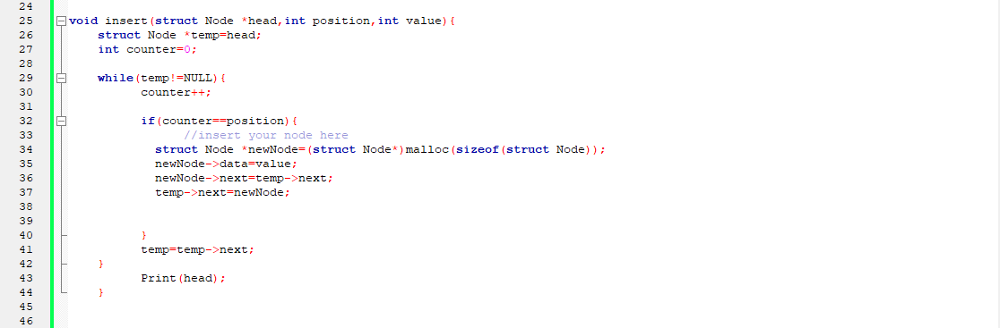 24
25 void insert(struct Node *head,int position,int value){
26 struct Node *temp=head;
27 int counter=0;
28
29 while(temp!=NULL){
30 counter++;
31
32 if(counter==position){
33 //insert your node here
34 struct Node *newNode=(struct Node*)malloc(sizeof(struct Node));
35 newNode->data=value;
36 newNode->next=temp->next;
37 temp->next=newNode;
38
39
40 }
41 temp=temp->next;
42 }
43 Print(head);
44 }
45
46